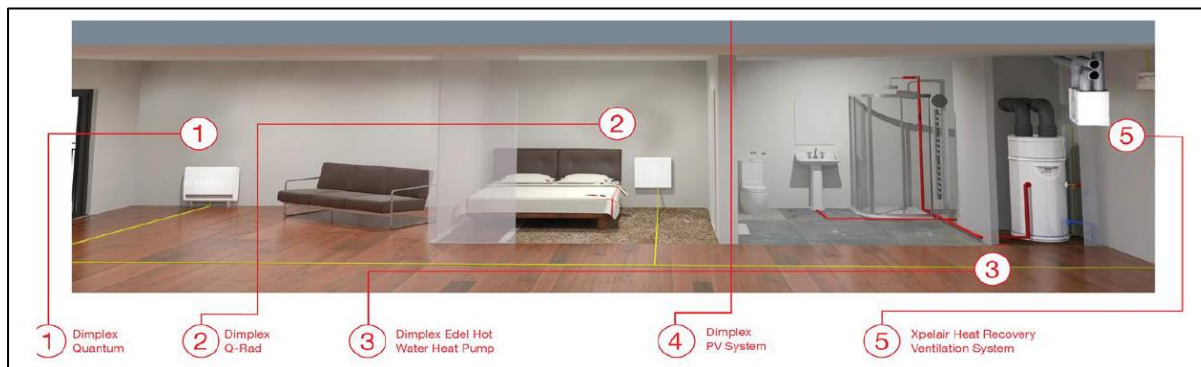 1
2
5
3
1 Dimplex
Quantum
2 Dimplex
Q-Rad
3 Dimplex Edel Hot
Water Heat Pump
4 Dimplex
PV System
5 Xpelair Heat Recovery
Ventilation System